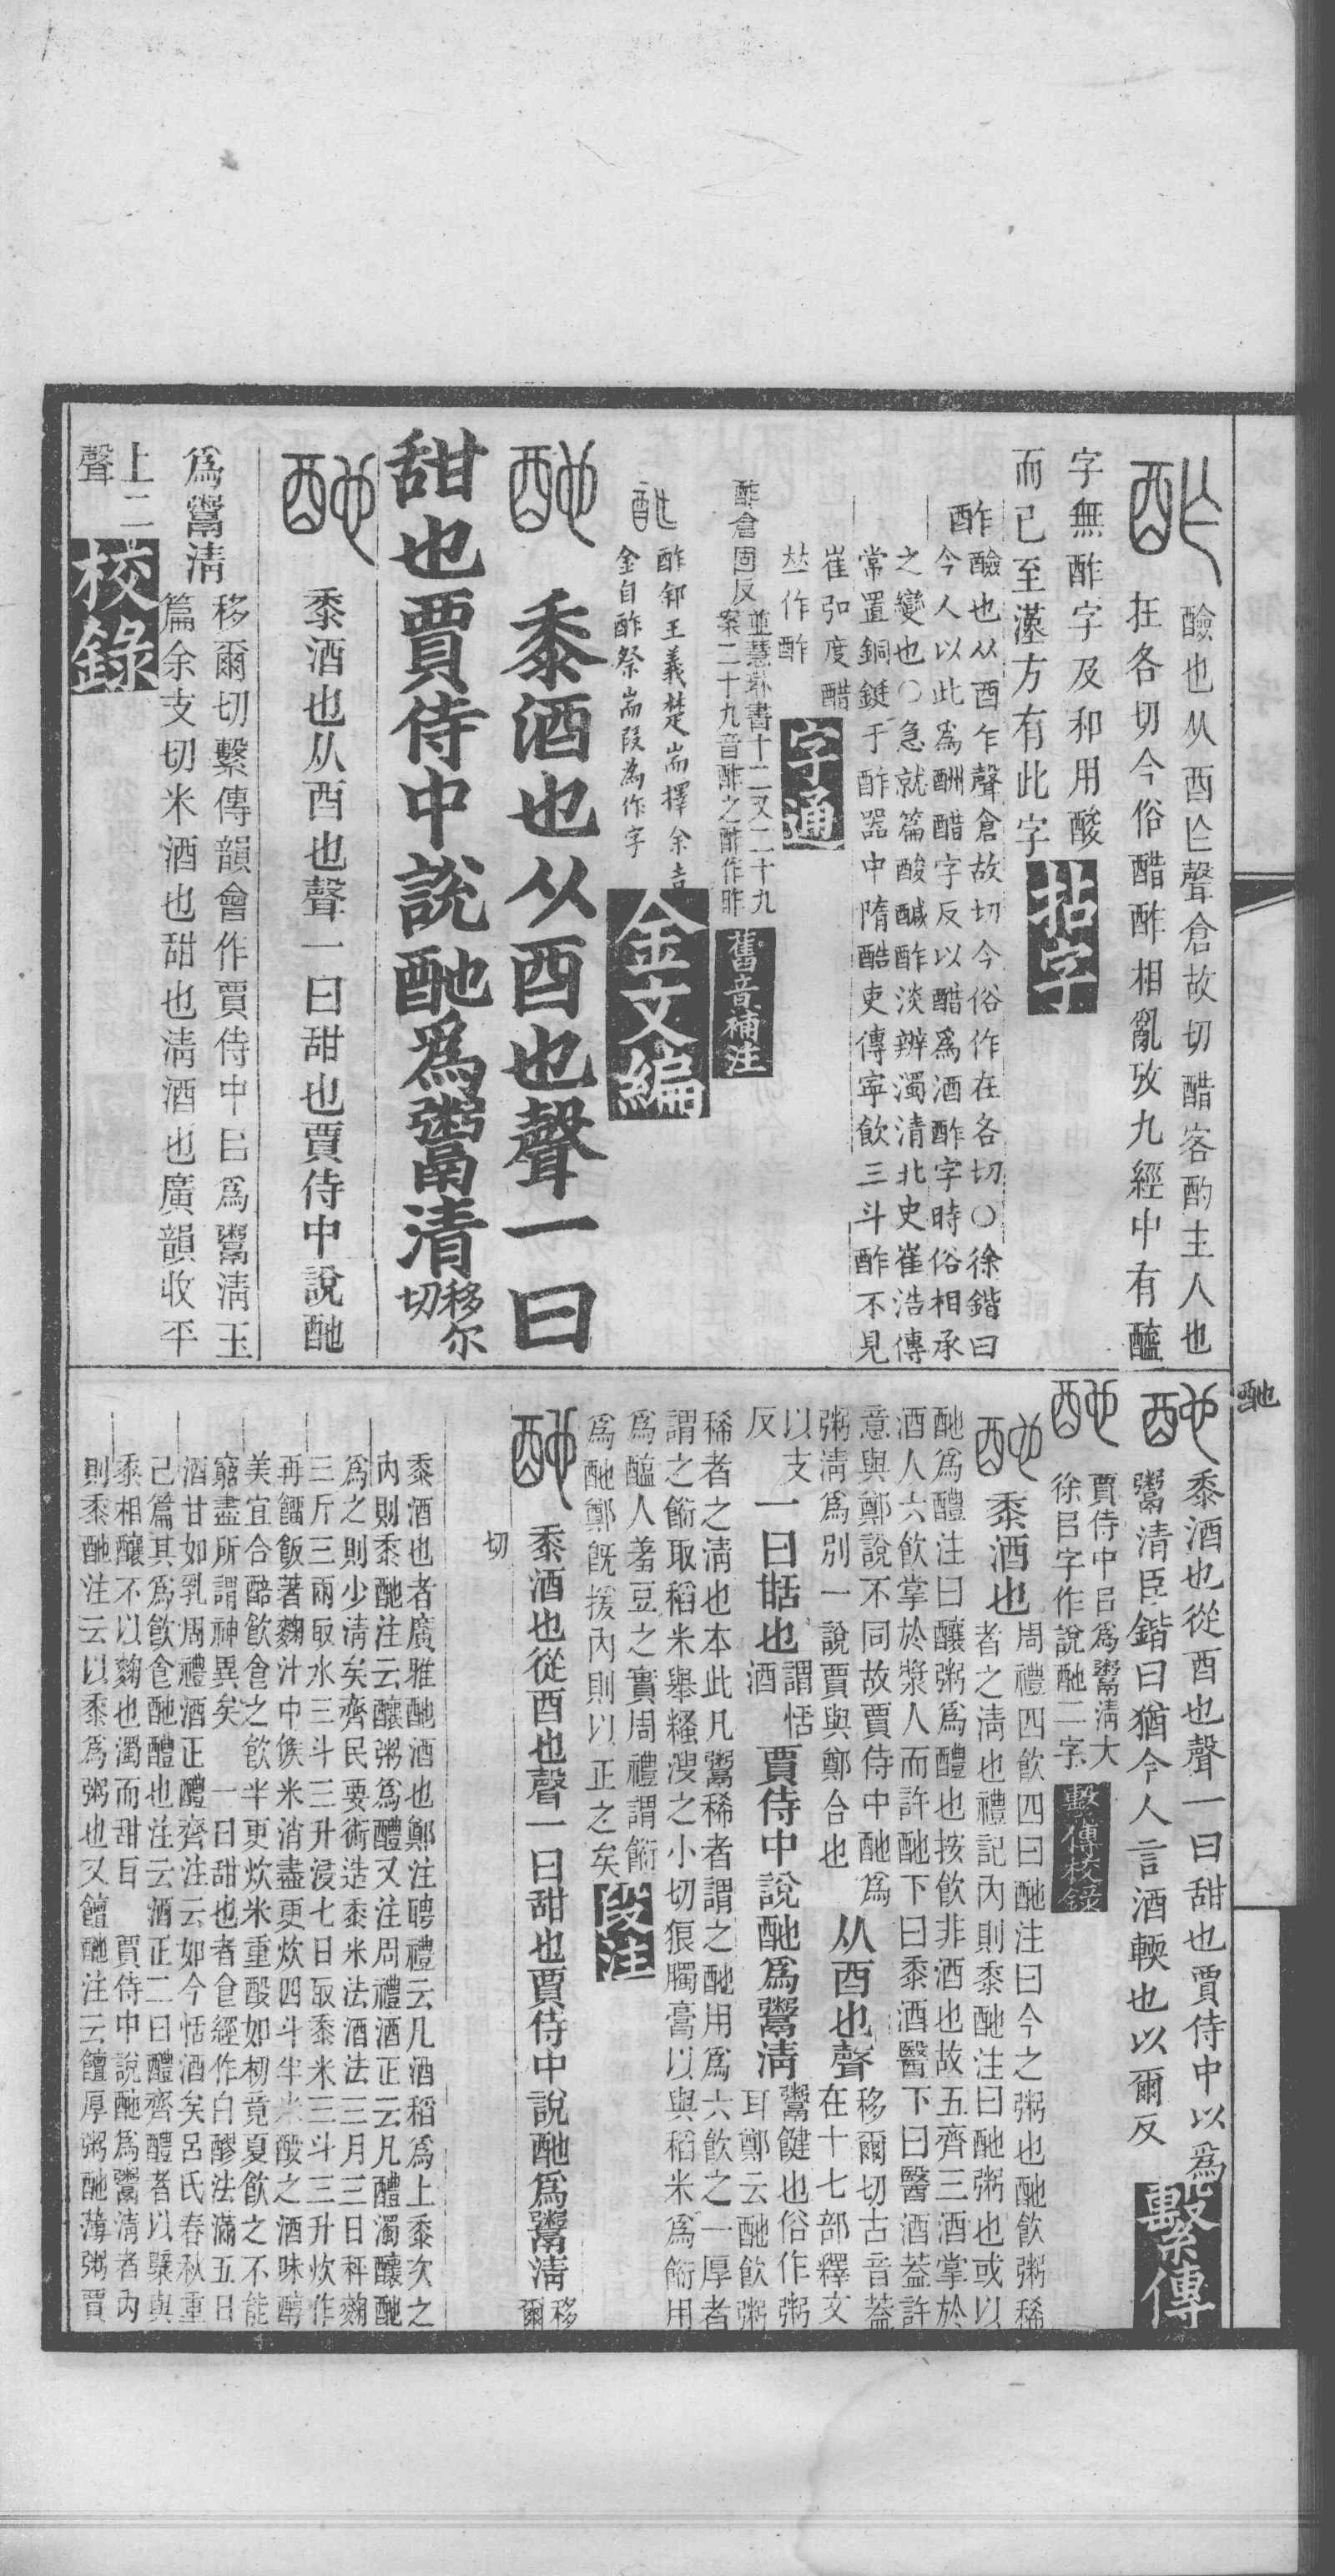 醶也从酉乍聲倉故切醋客酌主人也
在各切今俗醋酢相亂攷九經中有醯
字無酢字及和用酸
而已至漢方有此字
拈字
酢醶也从酉乍聲倉故切今俗作在各切○徐鍇曰
今人以此爲酬醋字反以醋爲酒酢字時俗相承
之變也○急就篇酸鹹酢淡辨濁清北史崔浩傳
常置銅鋌于酢器中隋酷吏傳寧飲三斗酢不見
崔弘度醋
㡭作酢
字通
酢倉固反
並慧琳書十二又二十九
案二十九音酢之酢作昨
舊音補注
酢郐王義楚耑擇余吉
金自酢祭耑叚為作字
金文編
黍酒也从酉也聲一曰
甜也賈侍中說酏爲鬻清
移尔
切
黍酒也从酉也聲一曰甜也賈侍中說酏
爲鬻清
移爾切繫傳韻會作賈侍中㠯爲鬻清玉
篇余支切米酒也甜也清酒也廣韻收平
上二
聲
校錄
酏
黍酒也從酉也聲一曰甜也賈侍中以爲
鬻清臣鍇曰猶今人言酒輭也以爾反
繫傳
賈侍中㠯爲鬻清大
徐㠯字作說酏二字
繫傳校錄
黍酒也
周禮四飲四曰酏注曰今之粥也酏飲粥稀
者之清也禮記內則黍酏注曰酏粥也或以
酏爲醴注曰釀粥爲醴也按飲非酒也故五齊三酒掌於
酒人六飲掌於漿人而許酏下曰黍酒醫下曰醫酒葢許
意與鄭說不同故賈侍中酏爲
粥清爲別一說賈與鄭合也
从酉也聲
移爾切古音葢
在十七部釋文
以支
反
一曰甛也
謂恬
酒
賈侍中說酏爲鬻清
鬻䭈也俗作粥
耳鄭云酏飲粥
稀者之清也本此凡鬻稀者謂之酏用爲六飲之一厚者
謂之䬷取稻米舉糔溲之小切狼臅膏以與稻米爲䬷用
爲醢人羞豆之實周禮謂䬷
爲酏鄭旣援內則以正之矣
段注
黍酒也從酉也聲一曰甜也賈侍中說酏爲鬻清
移
爾
切
黍酒也者廣雅酏酒也鄭注聘禮云凡酒稻爲上黍次之
內則黍酏注云釀粥爲醴又注周禮酒正云凡醴濁釀酏
爲之則少清矣齊民要術造黍米法酒法三月三日秤麴
三斤三兩取水三斗三升浸七日取黍米三斗三升炊作
再餾飯著麴汁中候米消盡更炊四斗半米酘之酒味醇
美宜合醅飲食之飲半更炊米重酘如初竟夏飲之不能
窮盡所謂神異矣 一曰甜也者食經作白醪法滿五日
酒甘如乳周禮酒正醴齊注云如今恬酒矣呂氏春秋重
己篇其爲飲食酏醴也注云酒正二曰醴齊醴者以糵與
黍相釀不以麴也濁而甜耳 賈侍中說酏爲鬻清者內
則黍酏注云以黍爲粥也又饘酏注云饘厚粥酏薄粥賈